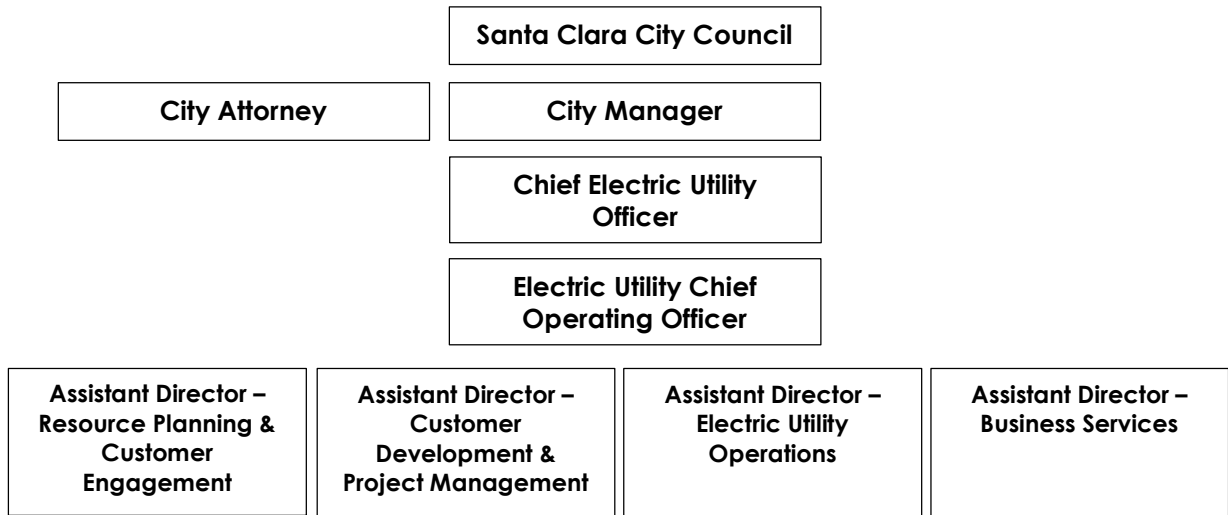 Santa Clara City Council
City Attorney
City Manager
Chief Electric Utility
Officer
Electric Utility Chief
Operating Officer
Assistant Director –
Resource Planning &
Customer
Engagement
Assistant Director –
Customer
Development &
Project Management
Assistant Director –
Electric Utility
Operations
Assistant Director –
Business Services